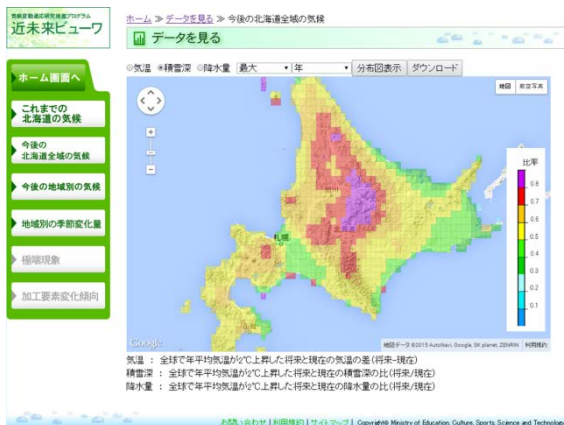 気候変動適応研究推進プログラム
近未来ビューワ
ホーム ≫ データを見る ≫ 今後の北海道全域の気候
データを見る
ホーム画面へ
これまでの
北海道の気候
今後の
北海道全域の気候
今後の地域別の気候
地域別の季節変化量
極端現象
加工要素変化傾向
気温 積雪深 降水量 最大 年 分布図表示 ダウンロード
地図 航空写真
旭川
札幌
比率
0.8
0.7
0.6
0.5
0.4
0.3
0.2
0.1
Google
地図データ ©2015 AutoNavi, Google, SK planet, ZENRIN 利用規約
気温 : 全球で年平均気温が2℃上昇した将来と現在の気温の差(将来-現在)
積雪深 : 全球で年平均気温が2℃上昇した将来と現在の積雪深の比(将来/現在)
降水量 : 全球で年平均気温が2℃上昇した将来と現在の降水量の比(将来/現在)
お問い合わせ | 利用規約 | サイトマップ | Copyright© Ministry of Education, Culture, Sports, Science and Technology